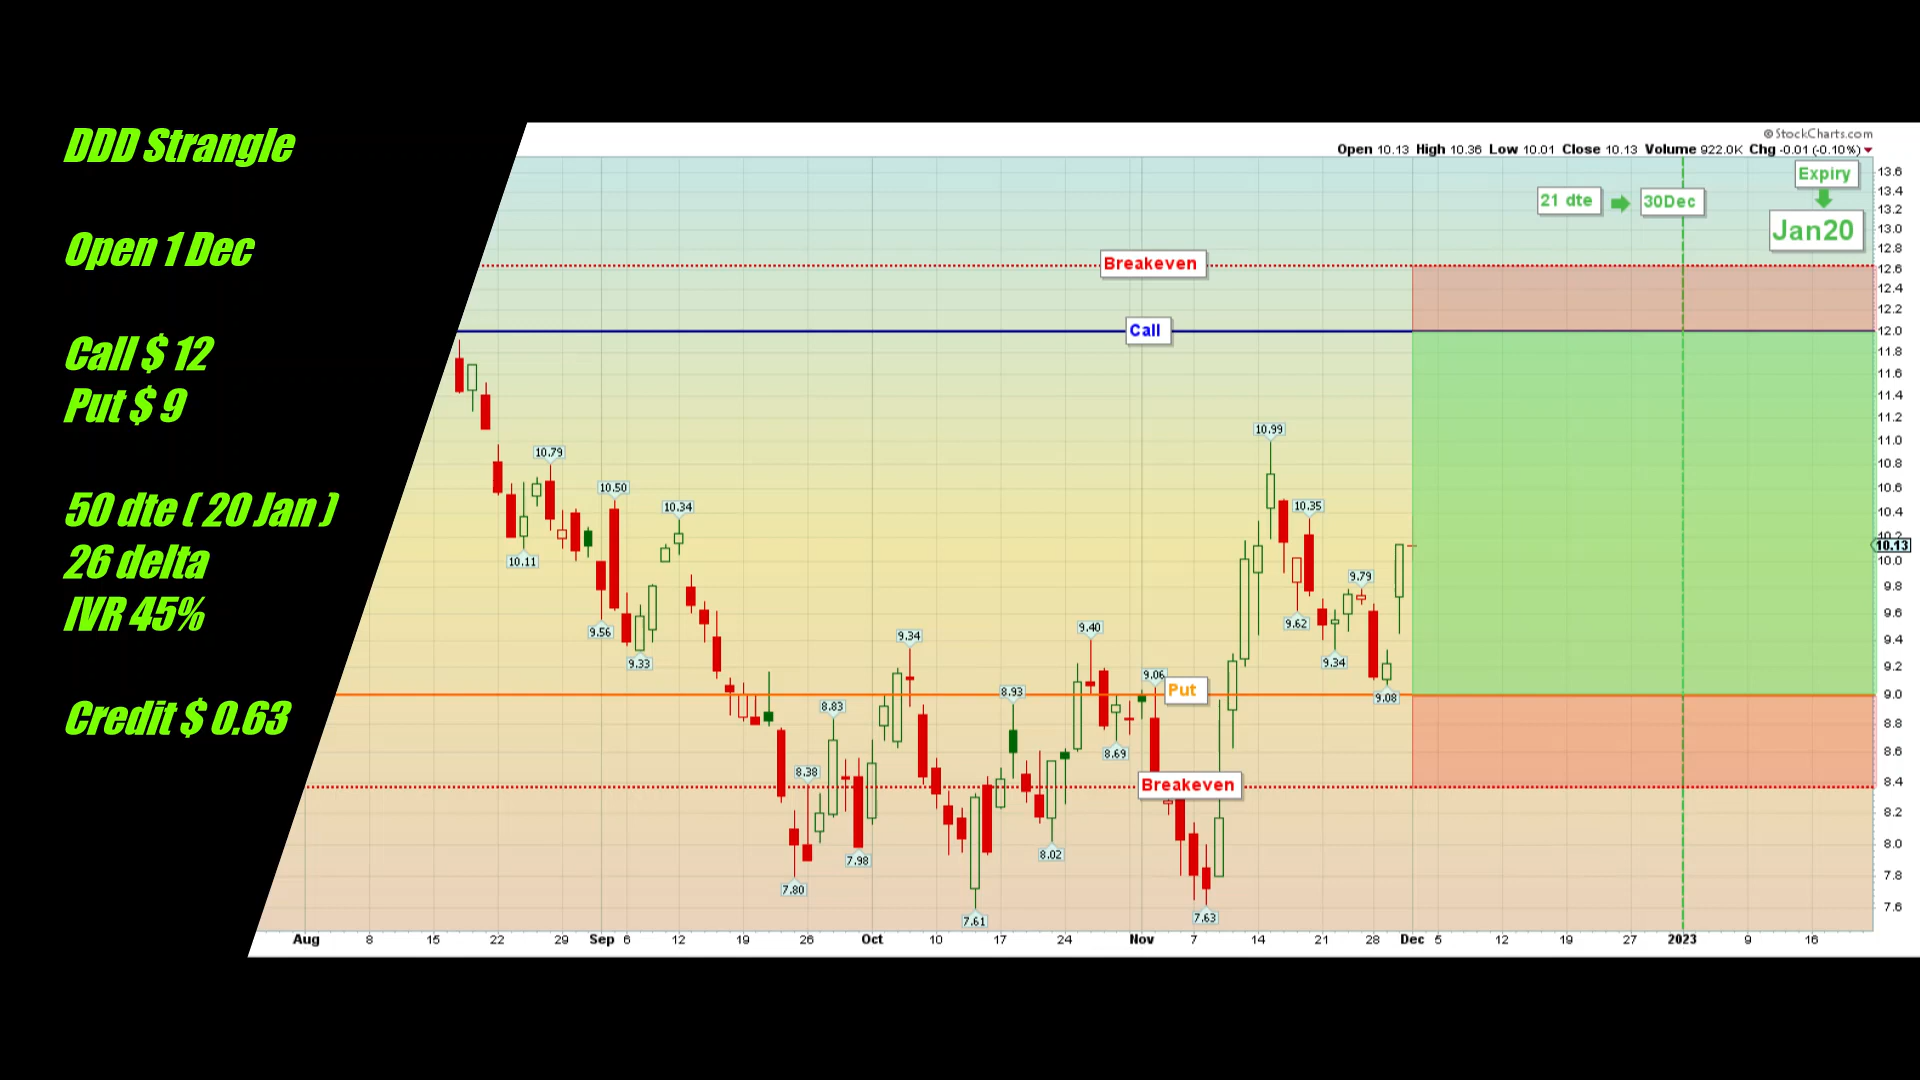 DDD Strangle
Open 1 Dec
Call $ 12
Put $ 9
50 dte ( 20 Jan )
26 delta
IVR 45%
Credit $ 0.63
© StockCharts.com
Open 10.13 High 10.36 Low 10.01 Close 10.13 Volume 922.0K Chg -0.01 (-0.10%)
Expiry
21 dte
30Dec
Jan20
Breakeven
Call
Put
Breakeven
10.79
10.11
10.50
9.56
9.33
10.34
7.80
8.38
8.83
7.98
9.34
7.61
8.93
8.02
9.40
8.69
9.06
7.63
10.99
9.62
10.35
9.34
9.79
9.08
13.6
13.4
13.2
13.0
12.8
12.6
12.4
12.2
12.0
11.8
11.6
11.4
11.2
11.0
10.8
10.6
10.4
10.2
10.13
10.0
9.8
9.6
9.4
9.2
9.0
8.8
8.6
8.4
8.2
8.0
7.8
7.6
Aug 8 15 22 29 Sep 6 12 19 26 Oct 10 17 24 Nov 7 14 21 28 Dec 5 12 19 27 2023 9 16